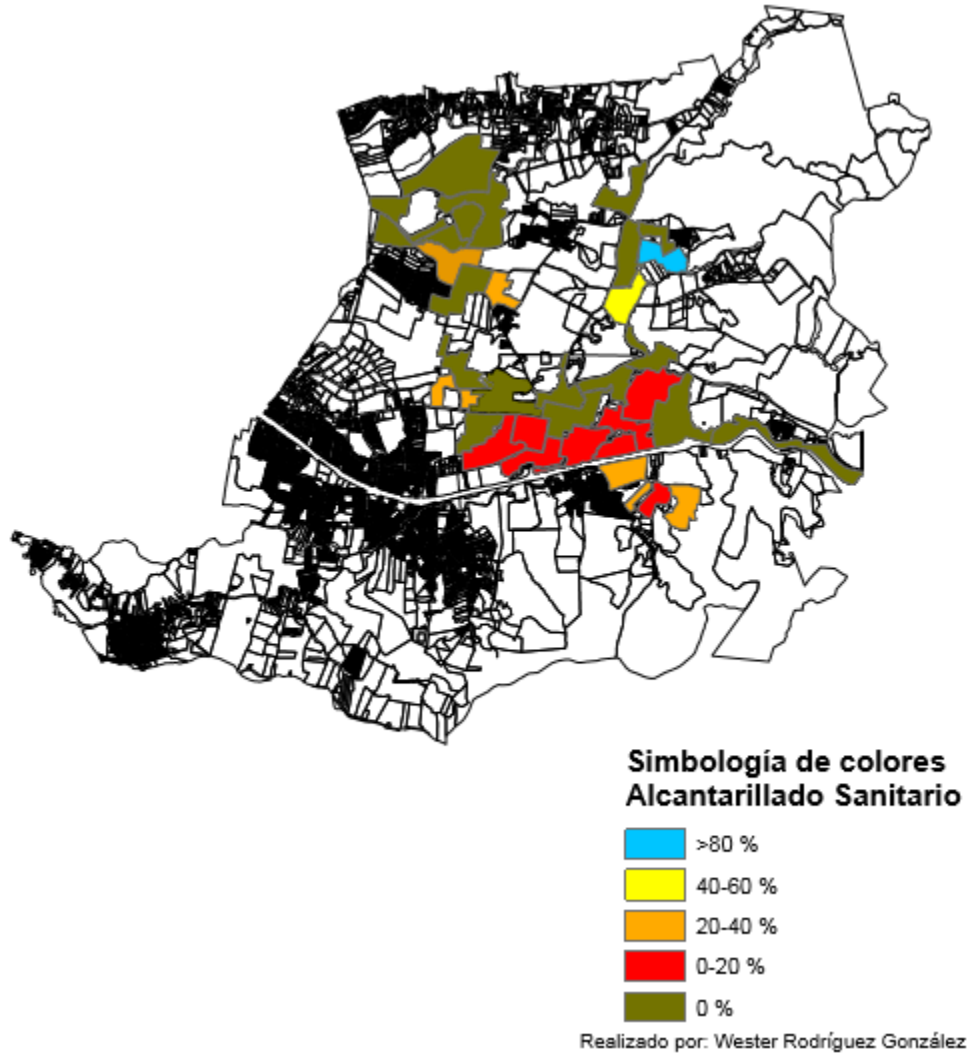 Simbología de colores
Alcantarillado Sanitario
>80 %
40-60 %
20-40 %
0-20 %
0 %
Realizado por: Wester Rodríguez González